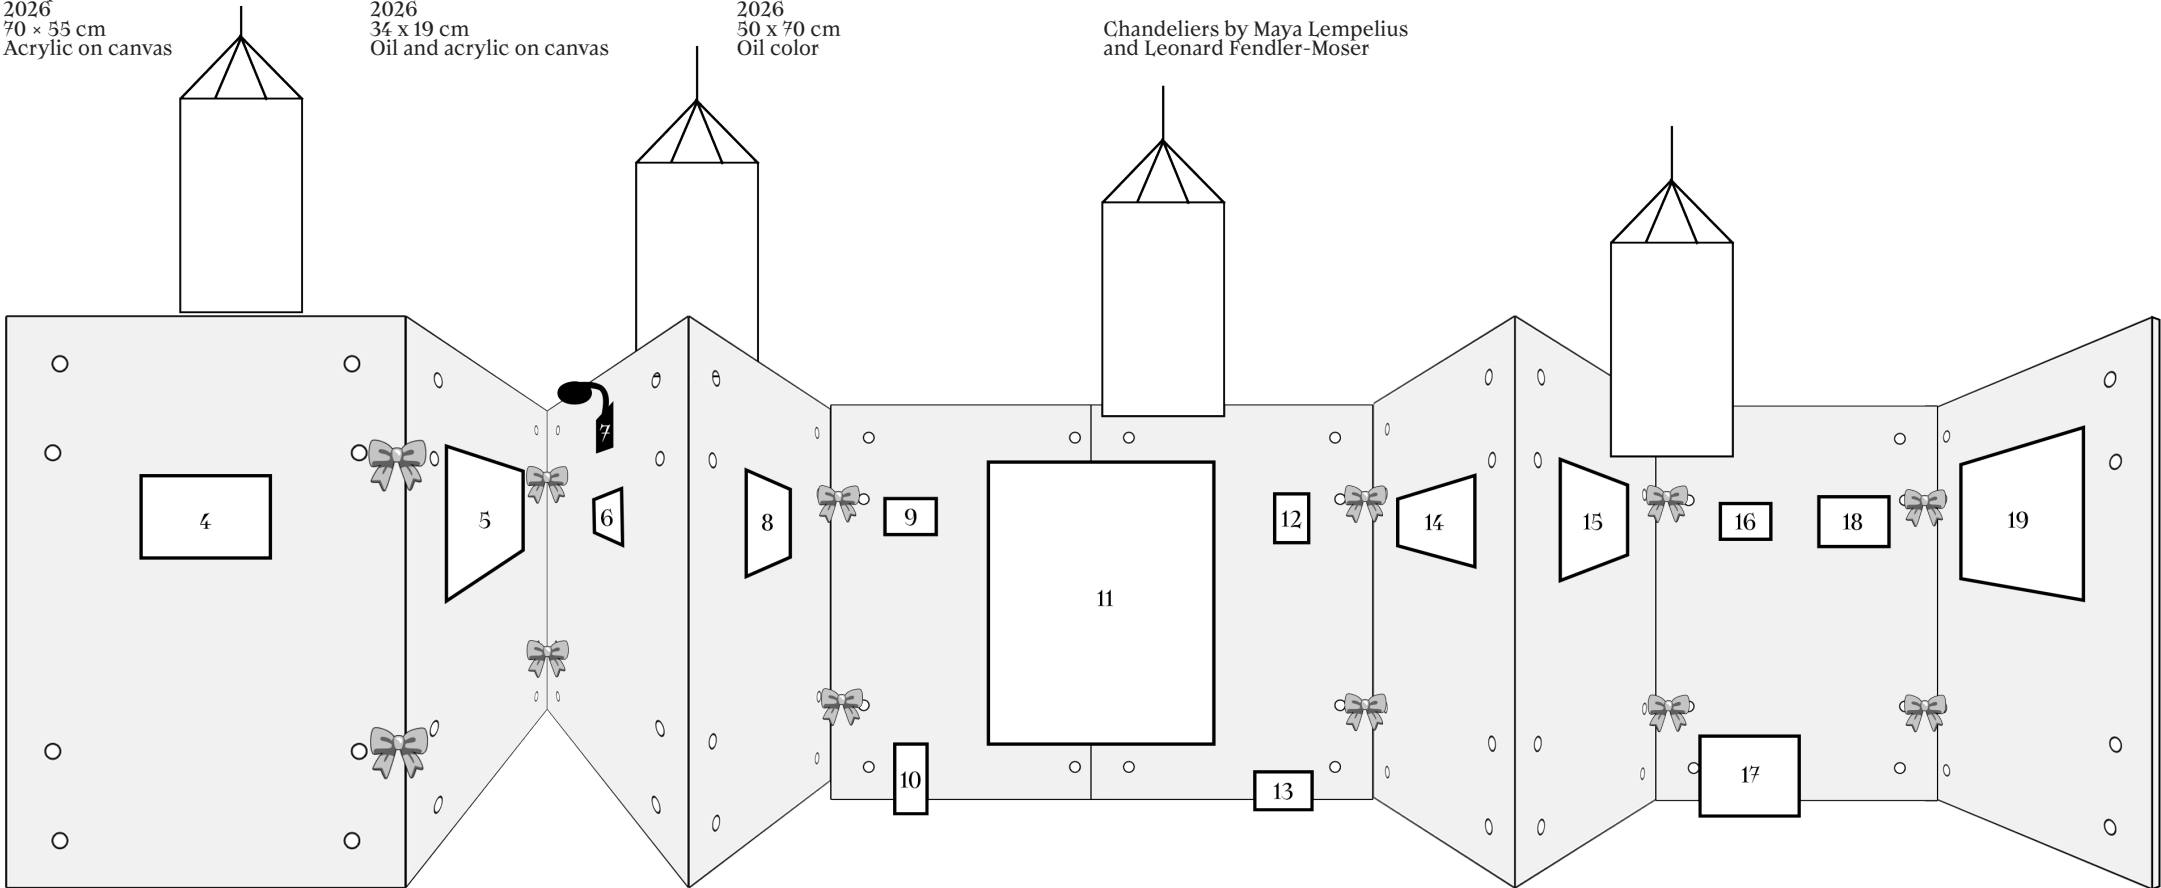 2026
70 × 55 cm
Acrylic on canvas
2026
34 x 19 cm
Oil and acrylic on canvas
2026
50 x 70 cm
Oil color
Chandeliers by Maya Lempelius
and Leonard Fendler-Moser
4
5
6
7
8
9
10
11
12
13
14
15
16
17
18
19